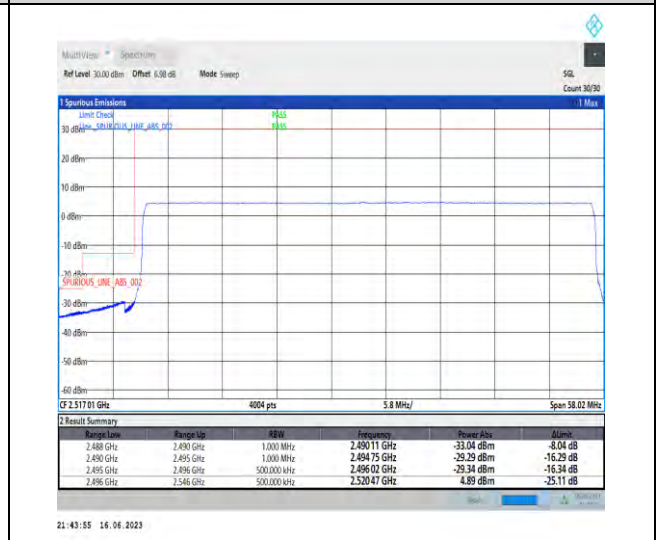 MultiView Spectrum
Ref Level 30.00 dBm Offset 6.98 dB Mode Sweep SGL
Count 30/30
1 Spurious Emissions 1 Max
Limit Check PASS
30 dBm Line _SPURIOUS_LINE_ABS_002 PASS
20 dBm
10 dBm
0 dBm
-10 dBm
-20 dBm
SPURIOUS_LINE_ABS_002
-30 dBm
-40 dBm
-50 dBm
-60 dBm
CF 2.517 01 GHz 4004 pts 5.8 MHz/ Span 58.02 MHz
2 Result Summary
Range Low Range Up RBW Frequency Power Abs ΔLimit
2.488 GHz 2.490 GHz 1.000 MHz 2.490 11 GHz -33.04 dBm -8.04 dB
2.490 GHz 2.495 GHz 1.000 MHz 2.494 75 GHz -29.29 dBm -16.29 dB
2.495 GHz 2.496 GHz 500.000 kHz 2.496 02 GHz -29.34 dBm -16.34 dB
2.496 GHz 2.546 GHz 500.000 kHz 2.520 47 GHz 4.89 dBm -25.11 dB
21:43:55 16.06.2023